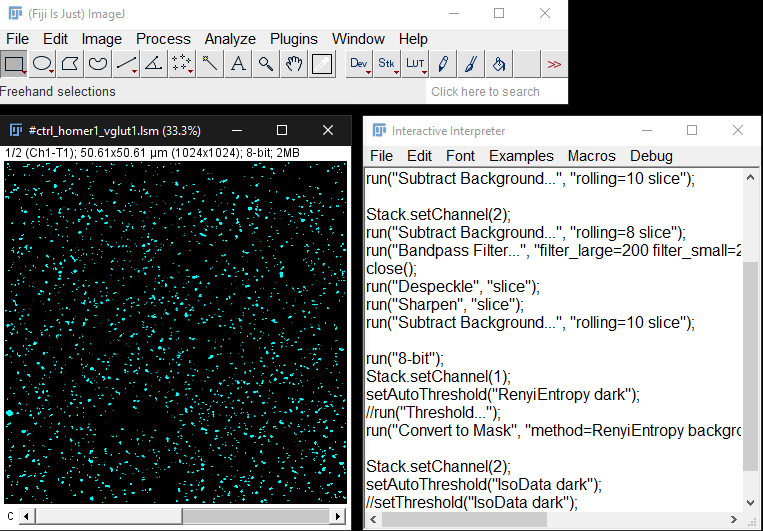 (Fiji Is Just) ImageJ
File Edit Image Process Analyze Plugins Window Help
A Dev Stk LUT >>
Freehand selections
Click here to search
#ctrl_homer1_vglut1.lsm (33.3%)
1/2 (Ch1-T1); 50.61x50.61 µm (1024x1024); 8-bit; 2MB
c
Interactive Interpreter
File Edit Font Examples Macros Debug
run("Subtract Background...", "rolling=10 slice");
Stack.setChannel(2);
run("Subtract Background...", "rolling=8 slice");
run("Bandpass Filter...", "filter_large=200 filter_small=2
close();
run("Despeckle", "slice");
run("Sharpen", "slice");
run("Subtract Background...", "rolling=10 slice");
run("8-bit");
Stack.setChannel(1);
setAutoThreshold("RenyiEntropy dark");
//run("Threshold...");
run("Convert to Mask", "method=RenyiEntropy backgro
Stack.setChannel(2);
setAutoThreshold("IsoData dark");
//setThreshold("IsoData dark");